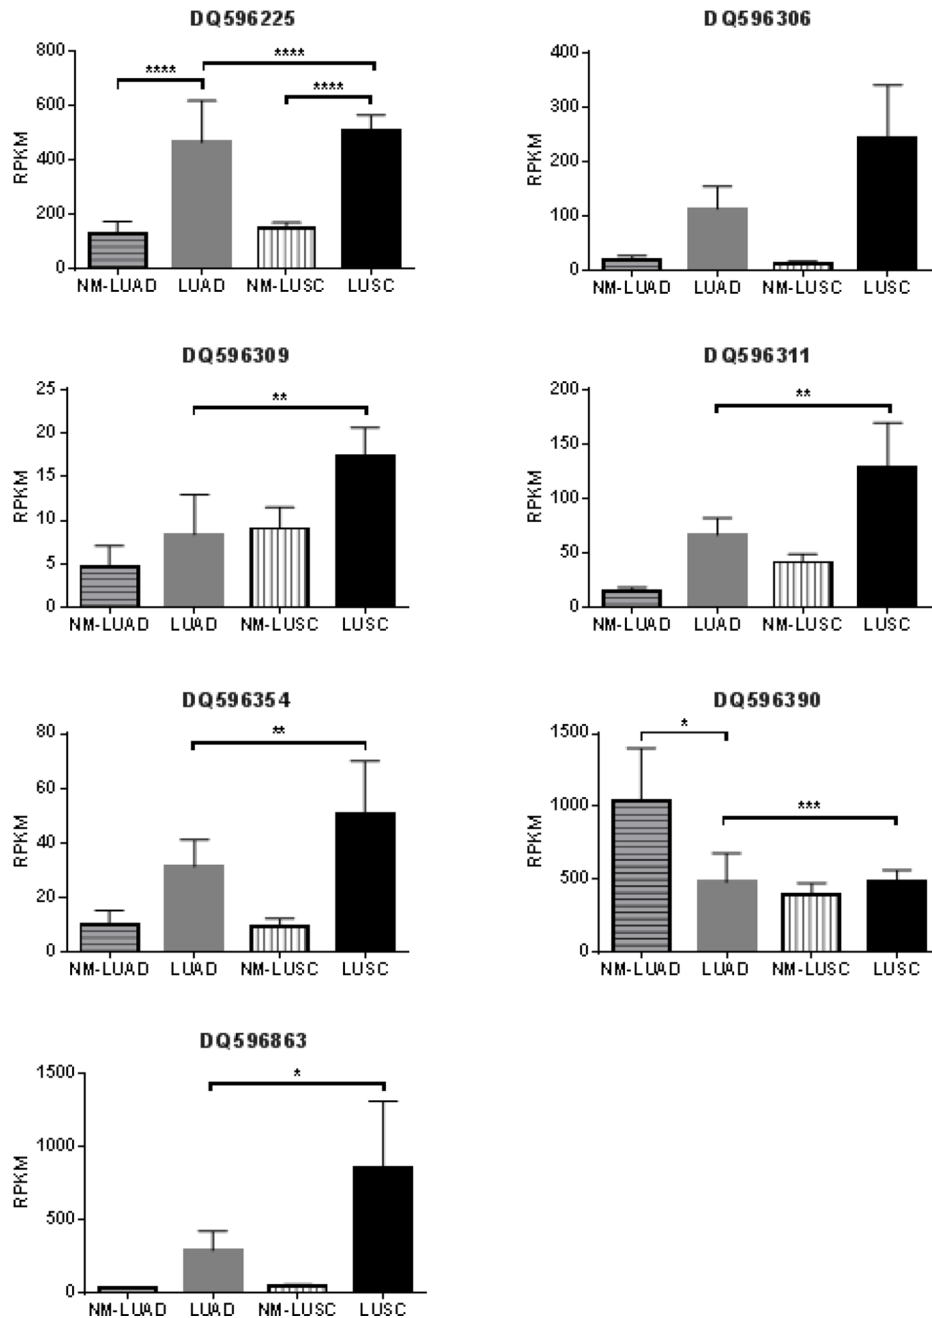 DQ596225
800
600
400
200
0
RPKM
****
****
****
NM-LUAD LUAD NM-LUSC LUSC
DQ596306
400
300
200
100
0
RPKM
NM-LUAD LUAD NM-LUSC LUSC
DQ596309
25
20
15
10
5
0
RPKM
**
NM-LUAD LUAD NM-LUSC LUSC
DQ596311
200
150
100
50
0
RPKM
**
NM-LUAD LUAD NM-LUSC LUSC
DQ596354
80
60
40
20
0
RPKM
**
NM-LUAD LUAD NM-LUSC LUSC
DQ596390
1500
1000
500
0
RPKM
*
***
NM-LUAD LUAD NM-LUSC LUSC
DQ596863
1500
1000
500
0
RPKM
*
NM-LUAD LUAD NM-LUSC LUSC